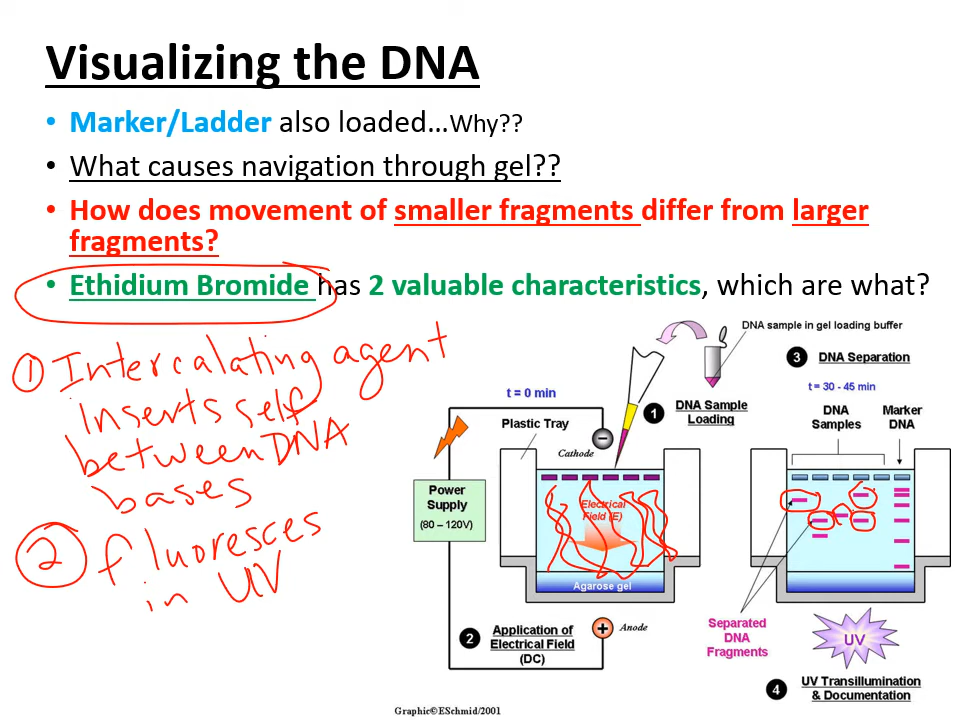 Visualizing the DNA
• Marker/Ladder also loaded…Why??
• What causes navigation through gel??
• How does movement of smaller fragments differ from larger
fragments?
• Ethidium Bromide has 2 valuable characteristics, which are what?
① Intercalating agent
inserts self
between DNA
bases
② fluoresces
in UV
DNA sample in gel loading buffer
3 DNA Separation
t = 0 min
t = 30 - 45 min
1 DNA Sample
Loading
DNA
Samples
Marker
DNA
Plastic Tray
−
Cathode
Power
Supply
(80 – 120V)
Electrical
Field (E)
Agarose gel
2 Application of
Electrical Field
(DC)
+ Anode
Separated
DNA
Fragments
UV
4 UV Transillumination
& Documentation
Graphic©ESchmid/2001